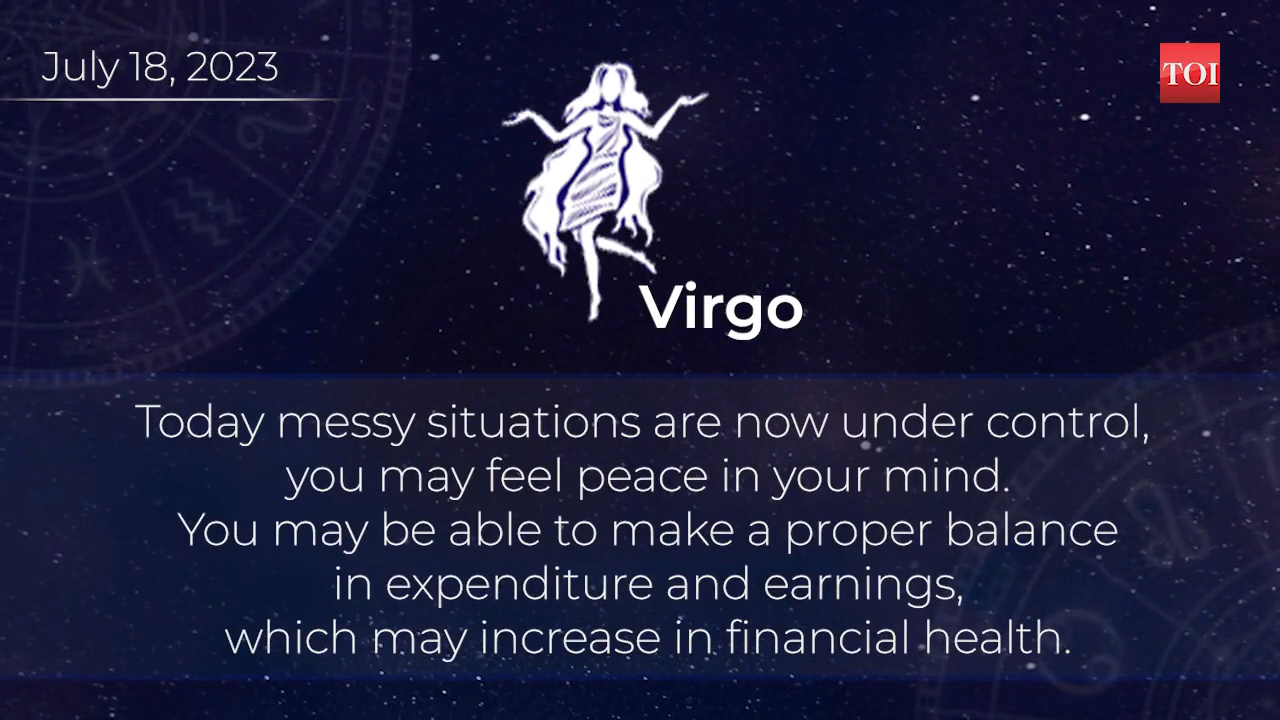 July 18, 2023
TOI
Virgo
Today messy situations are now under control,
you may feel peace in your mind.
You may be able to make a proper balance
in expenditure and earnings,
which may increase in financial health.